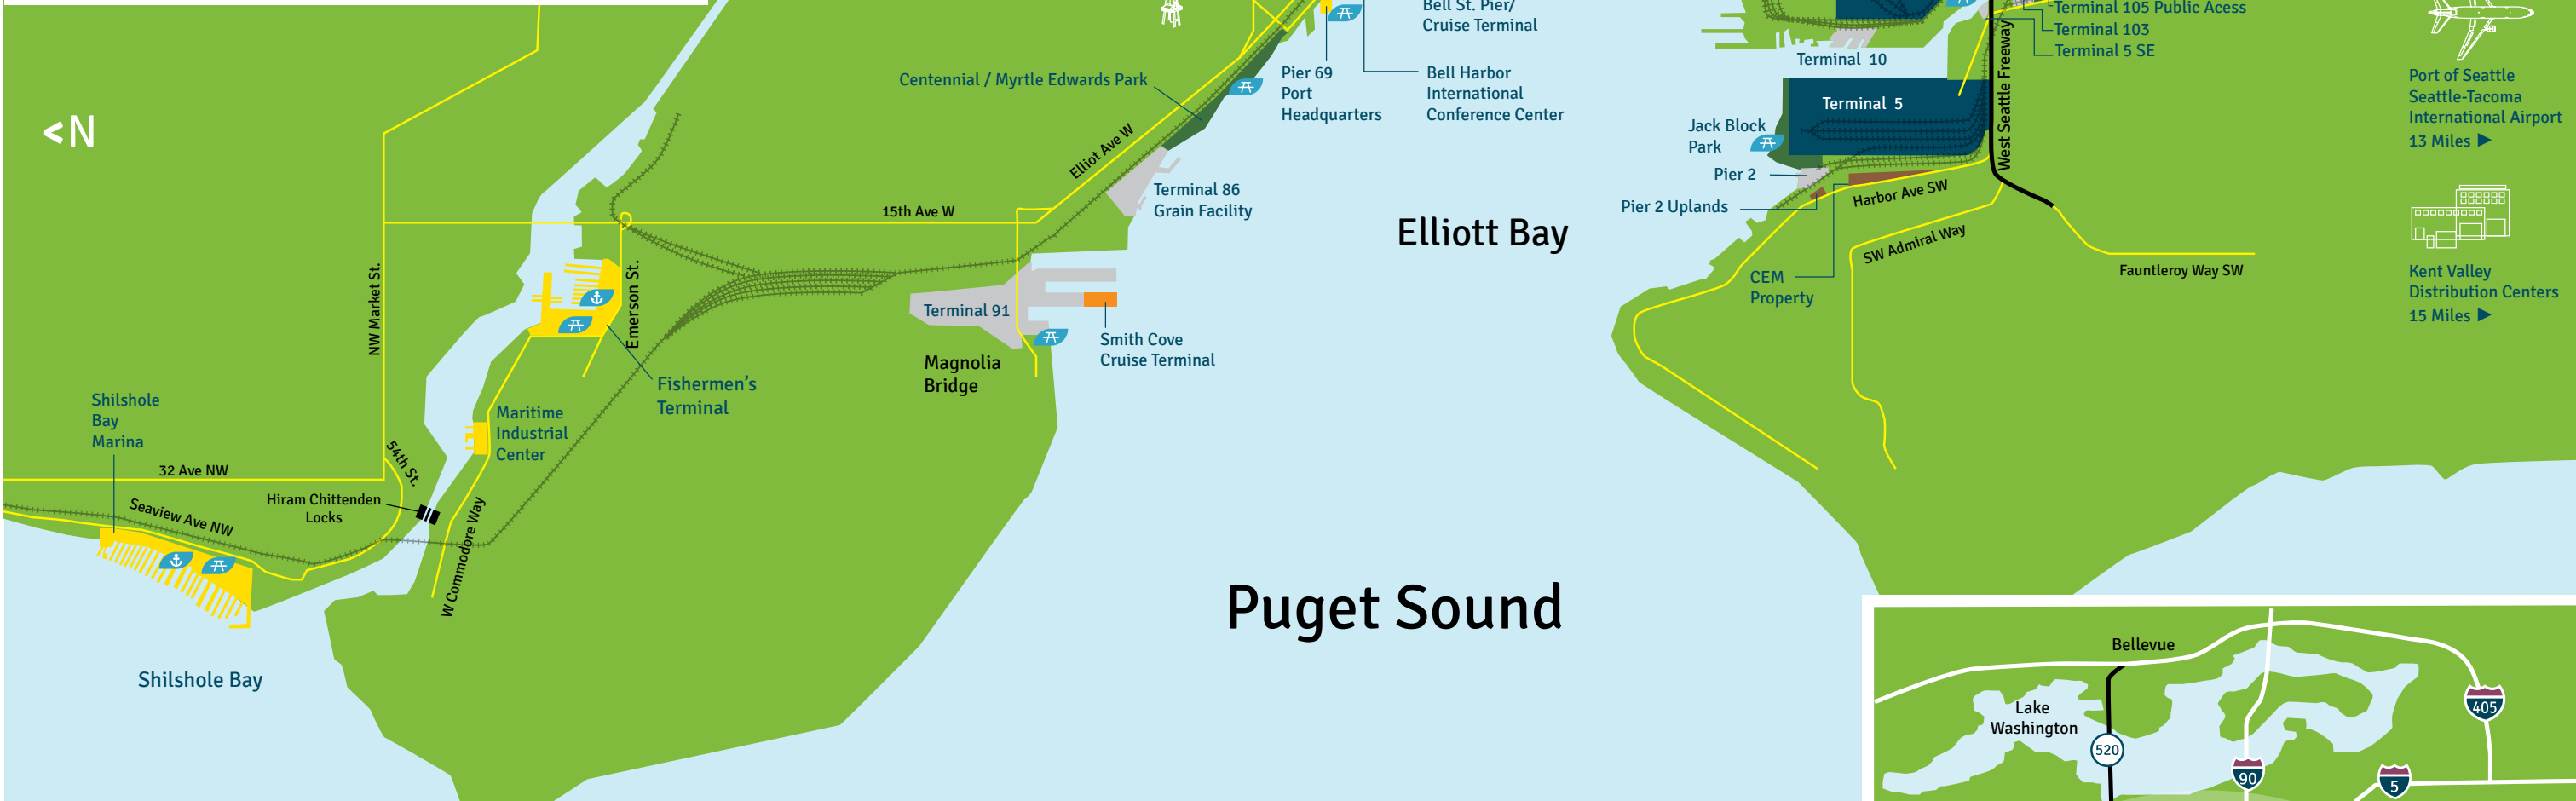 Bell St. Pier/
Cruise Terminal
Terminal 105 Public Acess
Terminal 103
Terminal 5 SE
Terminal 10
West Seattle Freeway
Centennial / Myrtle Edwards Park
Pier 69
Port
Headquarters
Bell Harbor
International
Conference Center
Port of Seattle
Seattle-Tacoma
International Airport
13 Miles
<N
Terminal 5
Jack Block
Park
Elliot Ave W
Pier 2
Terminal 86
Grain Facility
Harbor Ave SW
Pier 2 Uplands
15th Ave W
Elliott Bay
SW Admiral Way
CEM
Property
Fauntleroy Way SW
Kent Valley
Distribution Centers
15 Miles
NW Market St.
Emerson St.
Terminal 91
Smith Cove
Cruise Terminal
Magnolia
Bridge
Fishermen’s
Terminal
Shilshole
Bay
Marina
Maritime
Industrial
Center
54th St.
32 Ave NW
Hiram Chittenden
Locks
Seaview Ave NW
W Commodore Way
Puget Sound
Shilshole Bay
Bellevue
Lake
Washington
405
520
90
5